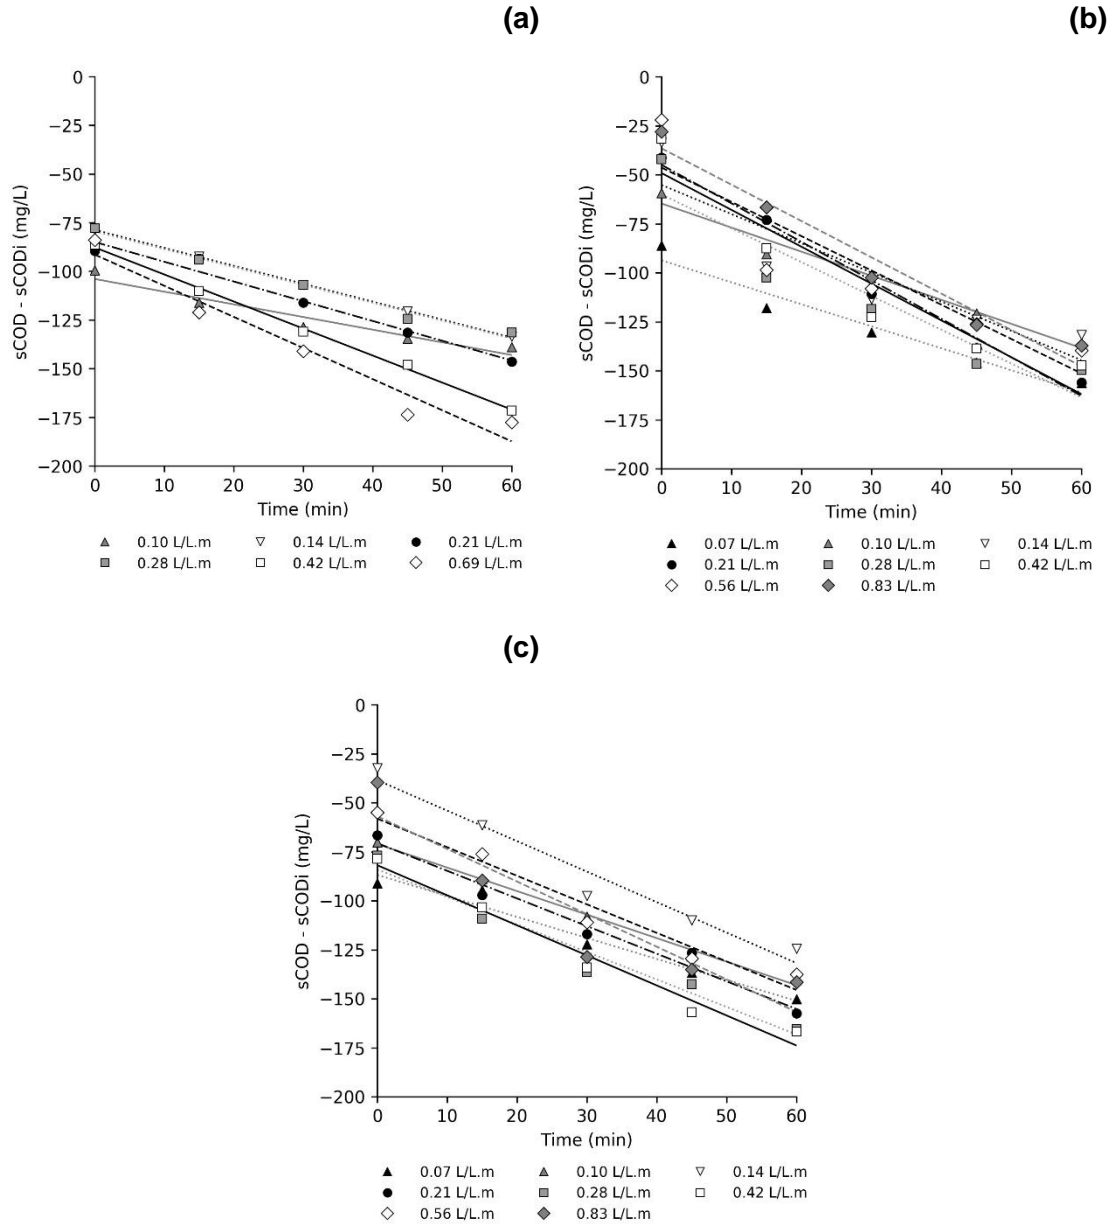 (a)
(b)
0
−25
−50
−75
−100
−125
−150
−175
−200
sCOD - sCODi (mg/L)
0 10 20 30 40 50 60
Time (min)
0.10 L/L.m 0.14 L/L.m 0.21 L/L.m
0.28 L/L.m 0.42 L/L.m 0.69 L/L.m
0
−25
−50
−75
−100
−125
−150
−175
−200
sCOD - sCODi (mg/L)
0 10 20 30 40 50 60
Time (min)
0.07 L/L.m 0.10 L/L.m 0.14 L/L.m
0.21 L/L.m 0.28 L/L.m 0.42 L/L.m
0.56 L/L.m 0.83 L/L.m
(c)
0
−25
−50
−75
−100
−125
−150
−175
−200
sCOD - sCODi (mg/L)
0 10 20 30 40 50 60
Time (min)
0.07 L/L.m 0.10 L/L.m 0.14 L/L.m
0.21 L/L.m 0.28 L/L.m 0.42 L/L.m
0.56 L/L.m 0.83 L/L.m